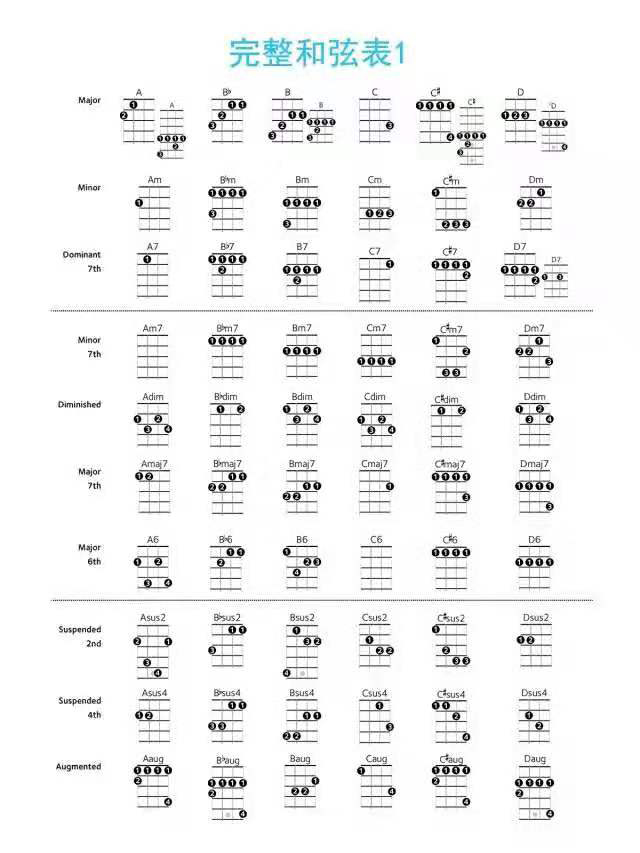 完整和弦表1
Major A A B♭ B B C C♯ C♯ D D
Minor Am B♭m Bm Cm C♯m Dm
Dominant
7th A7 B♭7 B7 C7 C♯7 D7 D7
Minor
7th Am7 B♭m7 Bm7 Cm7 C♯m7 Dm7
Diminished Adim B♭dim Bdim Cdim C♯dim Ddim
Major
7th Amaj7 B♭maj7 Bmaj7 Cmaj7 C♯maj7 Dmaj7
Major
6th A6 B♭6 B6 C6 C♯6 D6
Suspended
2nd Asus2 B♭sus2 Bsus2 Csus2 C♯sus2 Dsus2
Suspended
4th Asus4 B♭sus4 Bsus4 Csus4 C♯sus4 Dsus4
Augmented Aaug B♭aug Baug Caug C♯aug Daug